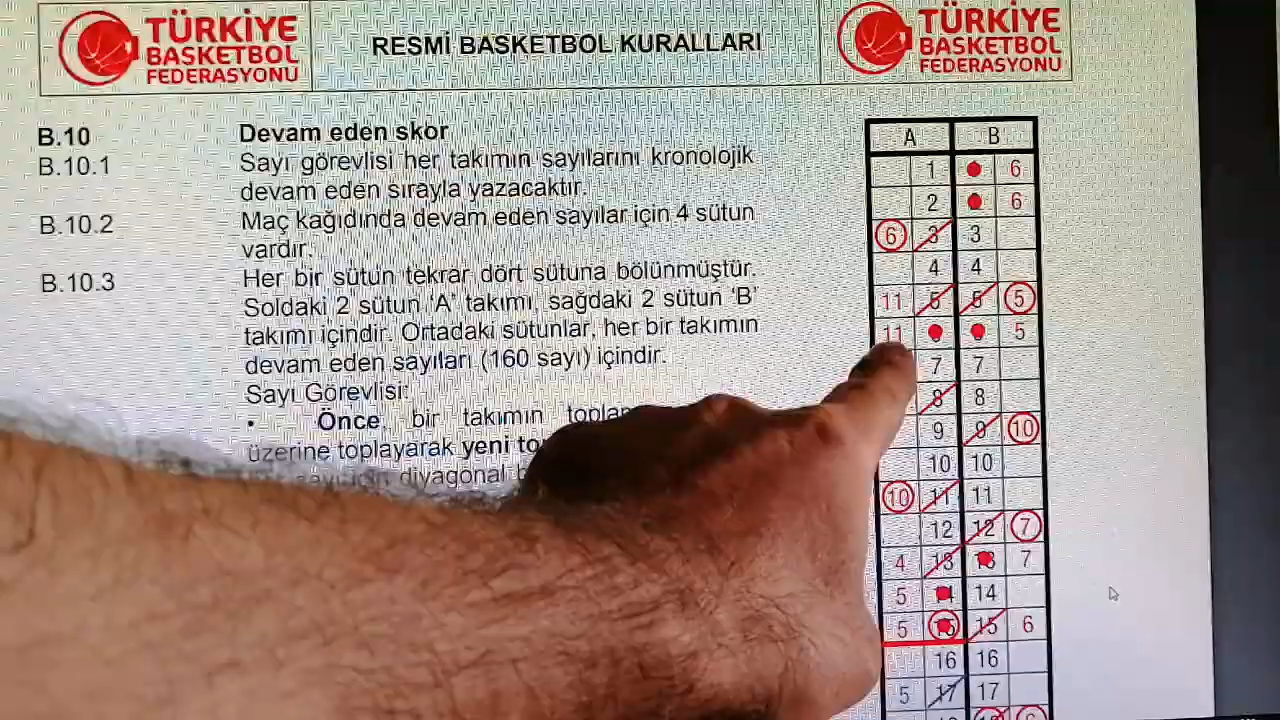 TÜRKİYE
BASKETBOL
FEDERASYONU
RESMİ BASKETBOL KURALLARI
TÜRKİYE
BASKETBOL
FEDERASYONU
B.10 Devam eden skor
B.10.1 Sayı görevlisi her takımın sayılarını kronolojik
devam eden sırayla yazacaktır.
B.10.2 Maç kağıdında devam eden sayılar için 4 sütun
vardır.
B.10.3 Her bir sütun tekrar dört sütuna bölünmüştür.
Soldaki 2 sütun ‘A’ takımı, sağdaki 2 sütun ‘B’
takımı içindir. Ortadaki sütunlar, her bir takımın
devam eden sayıları (160 sayı) içindir.
Sayı Görevlisi:
• Önce, bir takımın
üzerine toplayarak yeni
sayı için diyagonal
A B
1 6
2 6
6 3 3
4 4
11 5 5 5
11 5
7 7
8 8
9 9 10
10 10
10 11 11
12 12 7
4 13 13 7
5 14 14
5 15 15 6
16 16
5 17 17